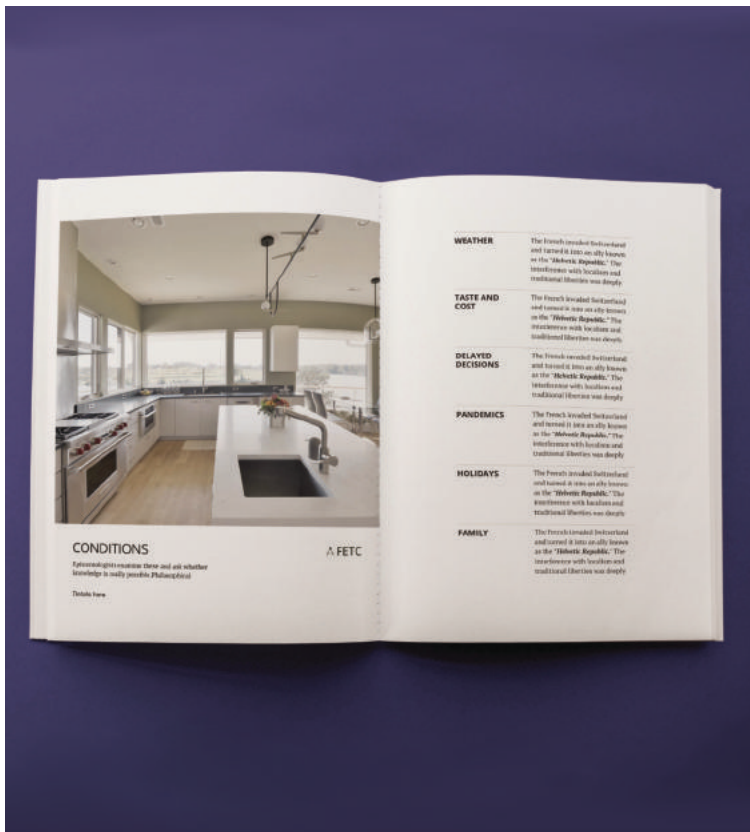 CONDITIONS
Epistemologists examine these and ask whether
knowledge is really possible. Philosophical
FETC
WEATHER
The French invaded Switzerland
and turned it into an ally known
as the "Helvetic Republic." The
interference with localism and
traditional liberties was deeply
TASTE AND
COST
The French invaded Switzerland
and turned it into an ally known
as the "Helvetic Republic." The
interference with localism and
traditional liberties was deeply
DELAYED
DECISIONS
The French invaded Switzerland
and turned it into an ally known
as the "Helvetic Republic." The
interference with localism and
traditional liberties was deeply
PANDEMICS
The French invaded Switzerland
and turned it into an ally known
as the "Helvetic Republic." The
interference with localism and
traditional liberties was deeply
HOLIDAYS
The French invaded Switzerland
and turned it into an ally known
as the "Helvetic Republic." The
interference with localism and
traditional liberties was deeply
FAMILY
The French invaded Switzerland
and turned it into an ally known
as the "Helvetic Republic." The
interference with localism and
traditional liberties was deeply